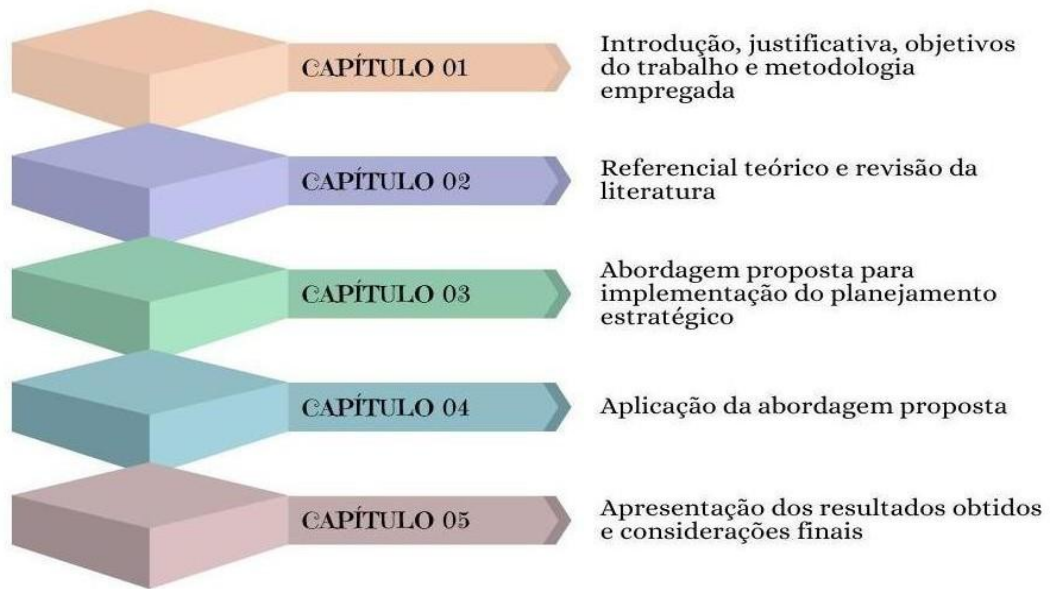 CAPÍTULO 01
Introdução, justificativa, objetivos
do trabalho e metodologia
empregada
CAPÍTULO 02
Referencial teórico e revisão da
literatura
CAPÍTULO 03
Abordagem proposta para
implementação do planejamento
estratégico
CAPÍTULO 04
Aplicação da abordagem proposta
CAPÍTULO 05
Apresentação dos resultados obtidos
e considerações finais